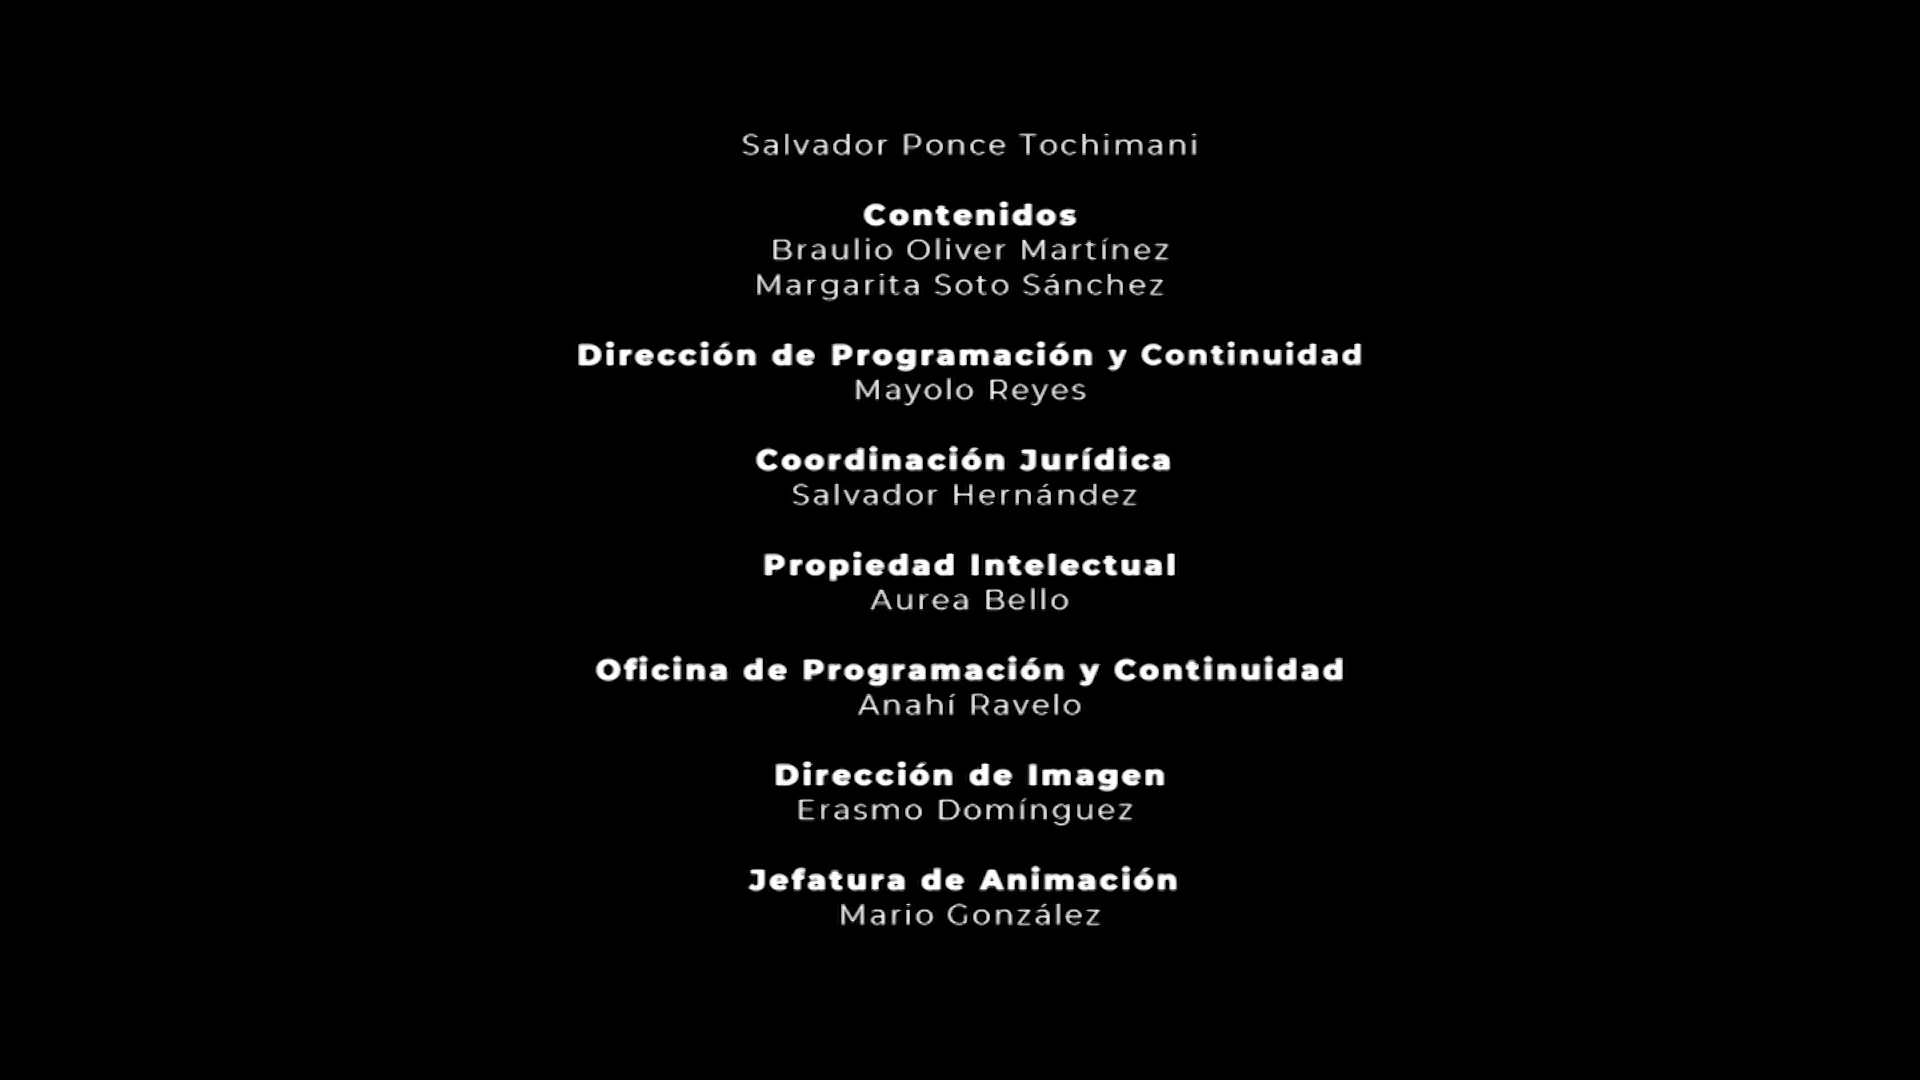 Salvador Ponce Tochimani
Contenidos
Braulio Oliver Martínez
Margarita Soto Sánchez
Dirección de Programación y Continuidad
Mayolo Reyes
Coordinación Jurídica
Salvador Hernández
Propiedad Intelectual
Aurea Bello
Oficina de Programación y Continuidad
Anahí Ravelo
Dirección de Imagen
Erasmo Domínguez
Jefatura de Animación
Mario González